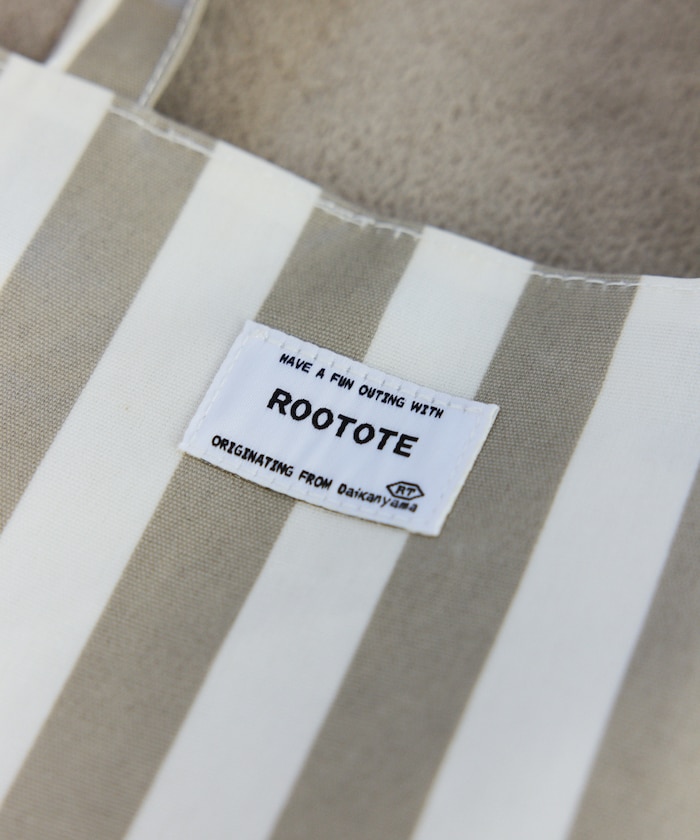 HAVE A FUN OUTING WITH
ROOTOTE
RT
ORIGINATING FROM Daikanyama